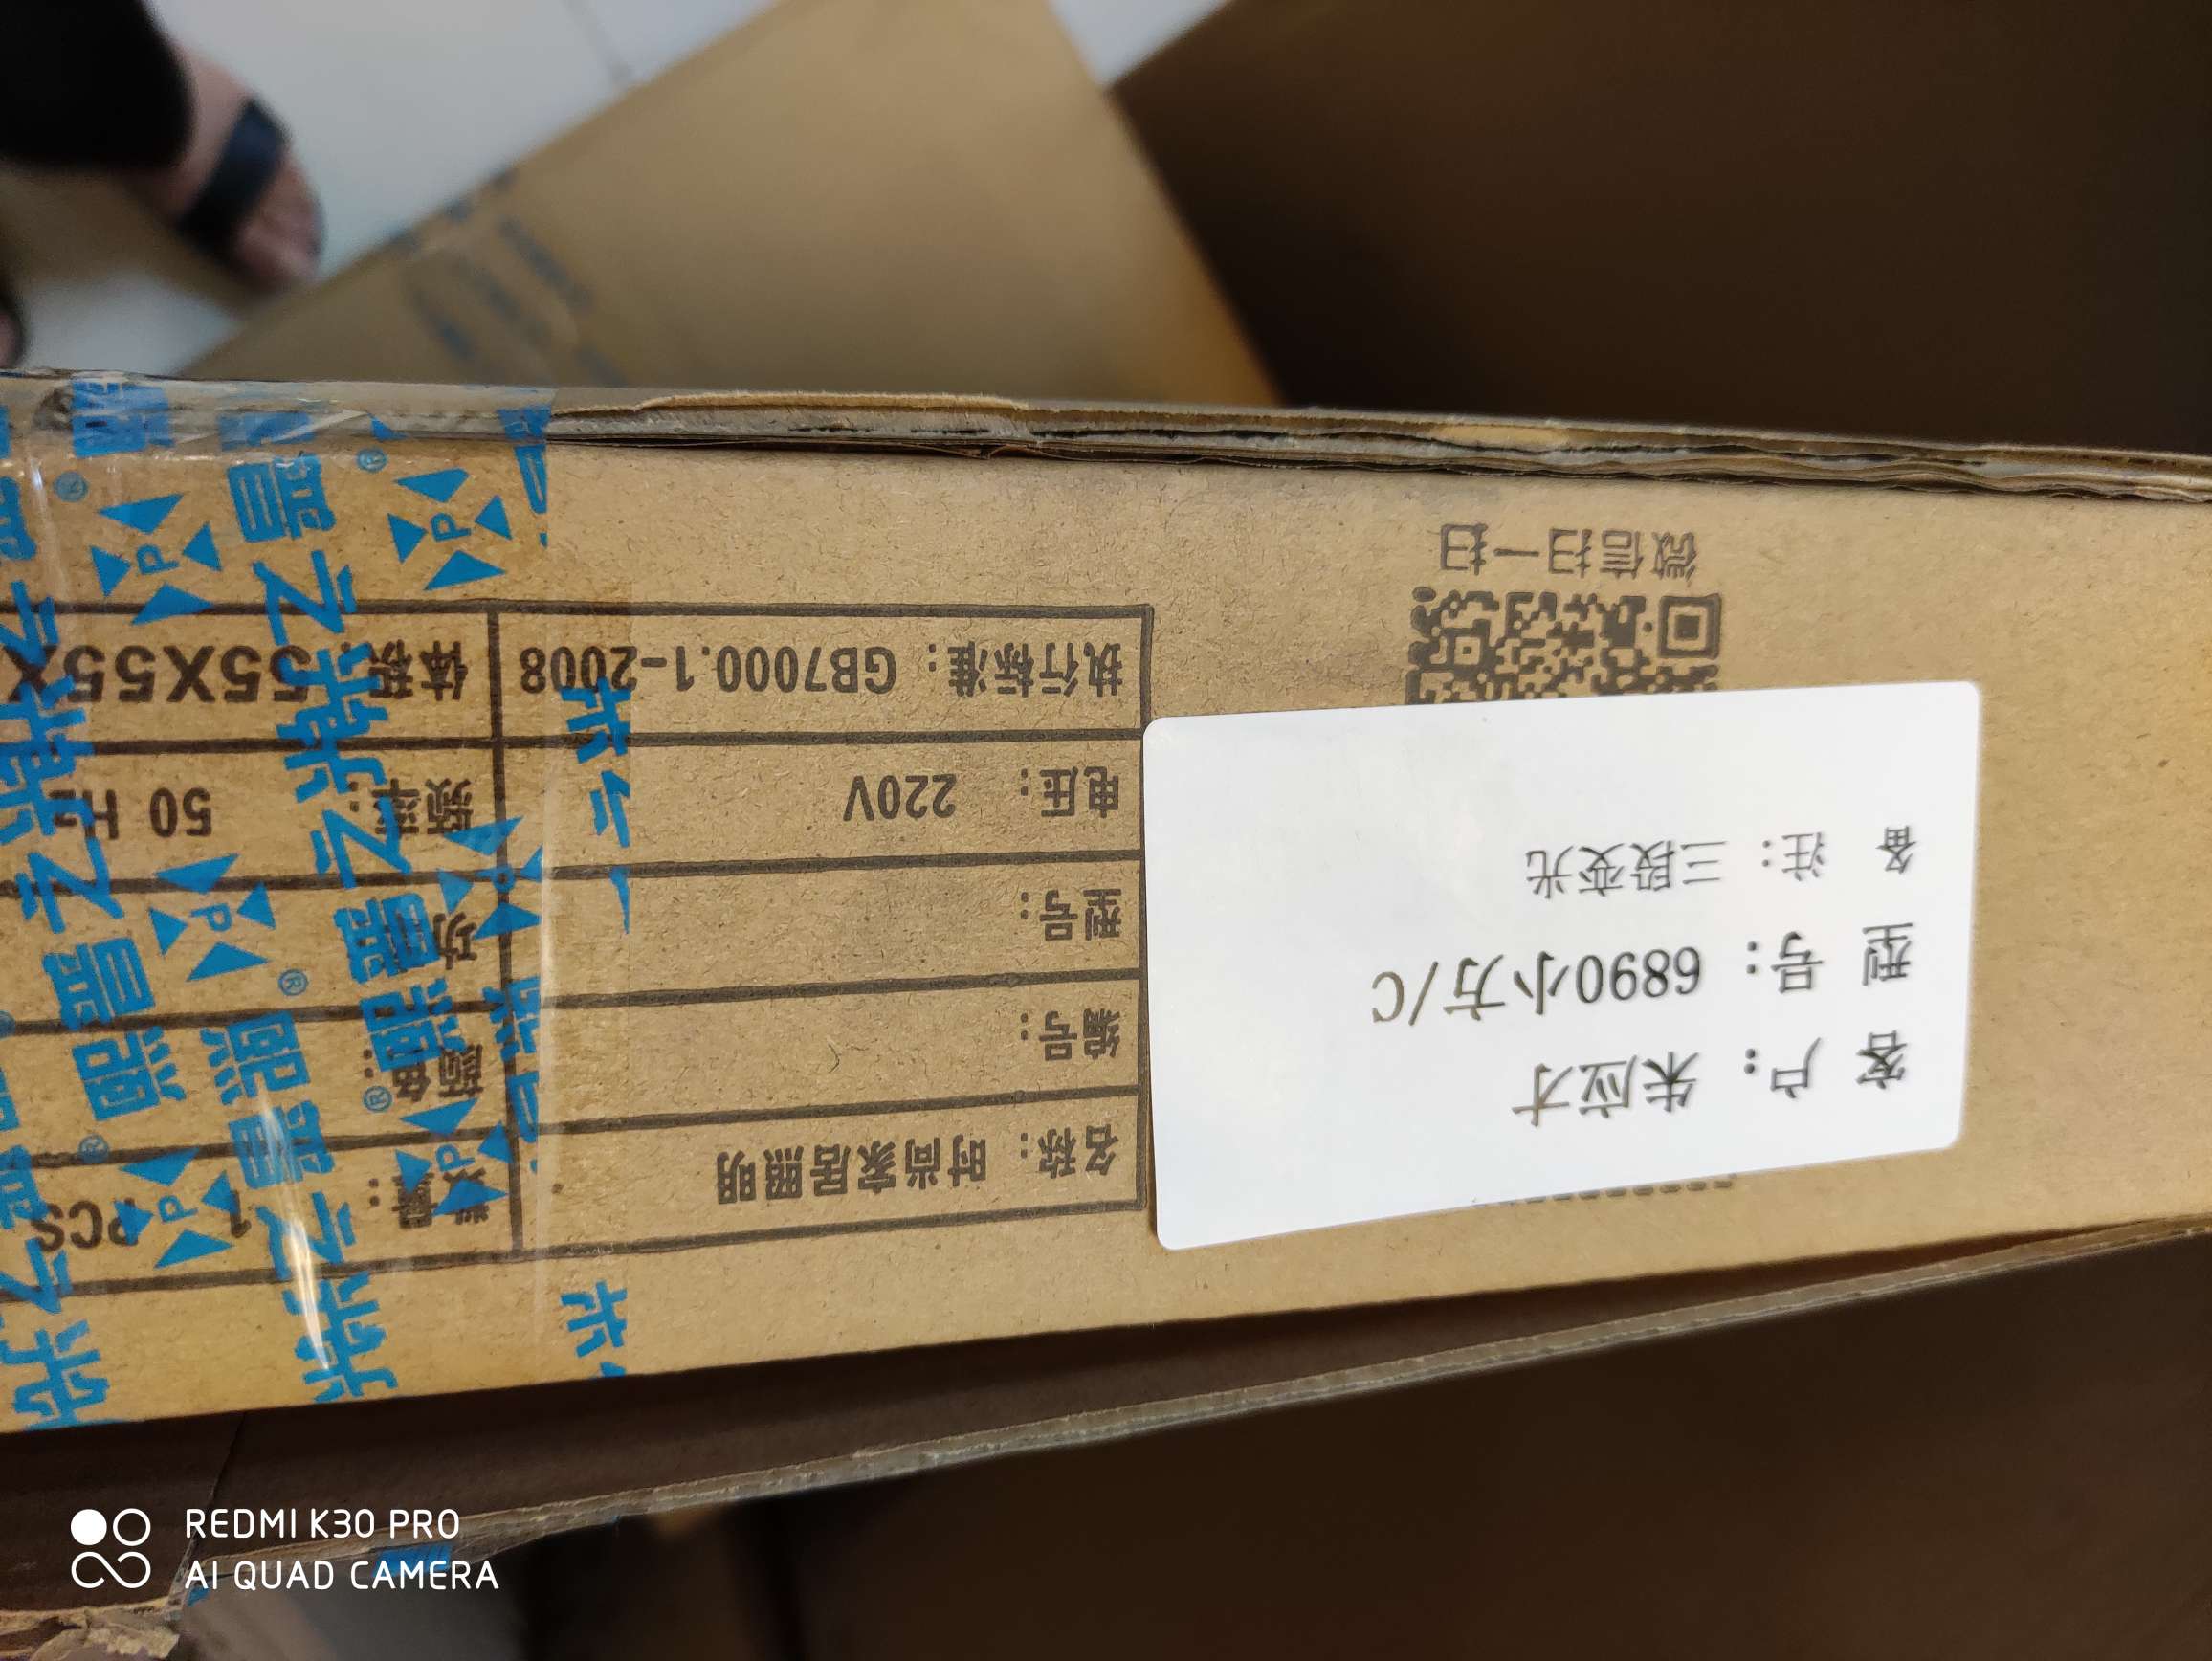 客 户：朱应才
型 号：6890小方/C
备 注：三段变光
微信扫一扫
名称：时尚家居照明
编号：
型号：
电压： 220V
执行标准：GB7000.1-2008
数量： 1 PCS
颜色：
功
频率： 50 Hz
体积：55X55X
REDMI K30 PRO
AI QUAD CAMERA